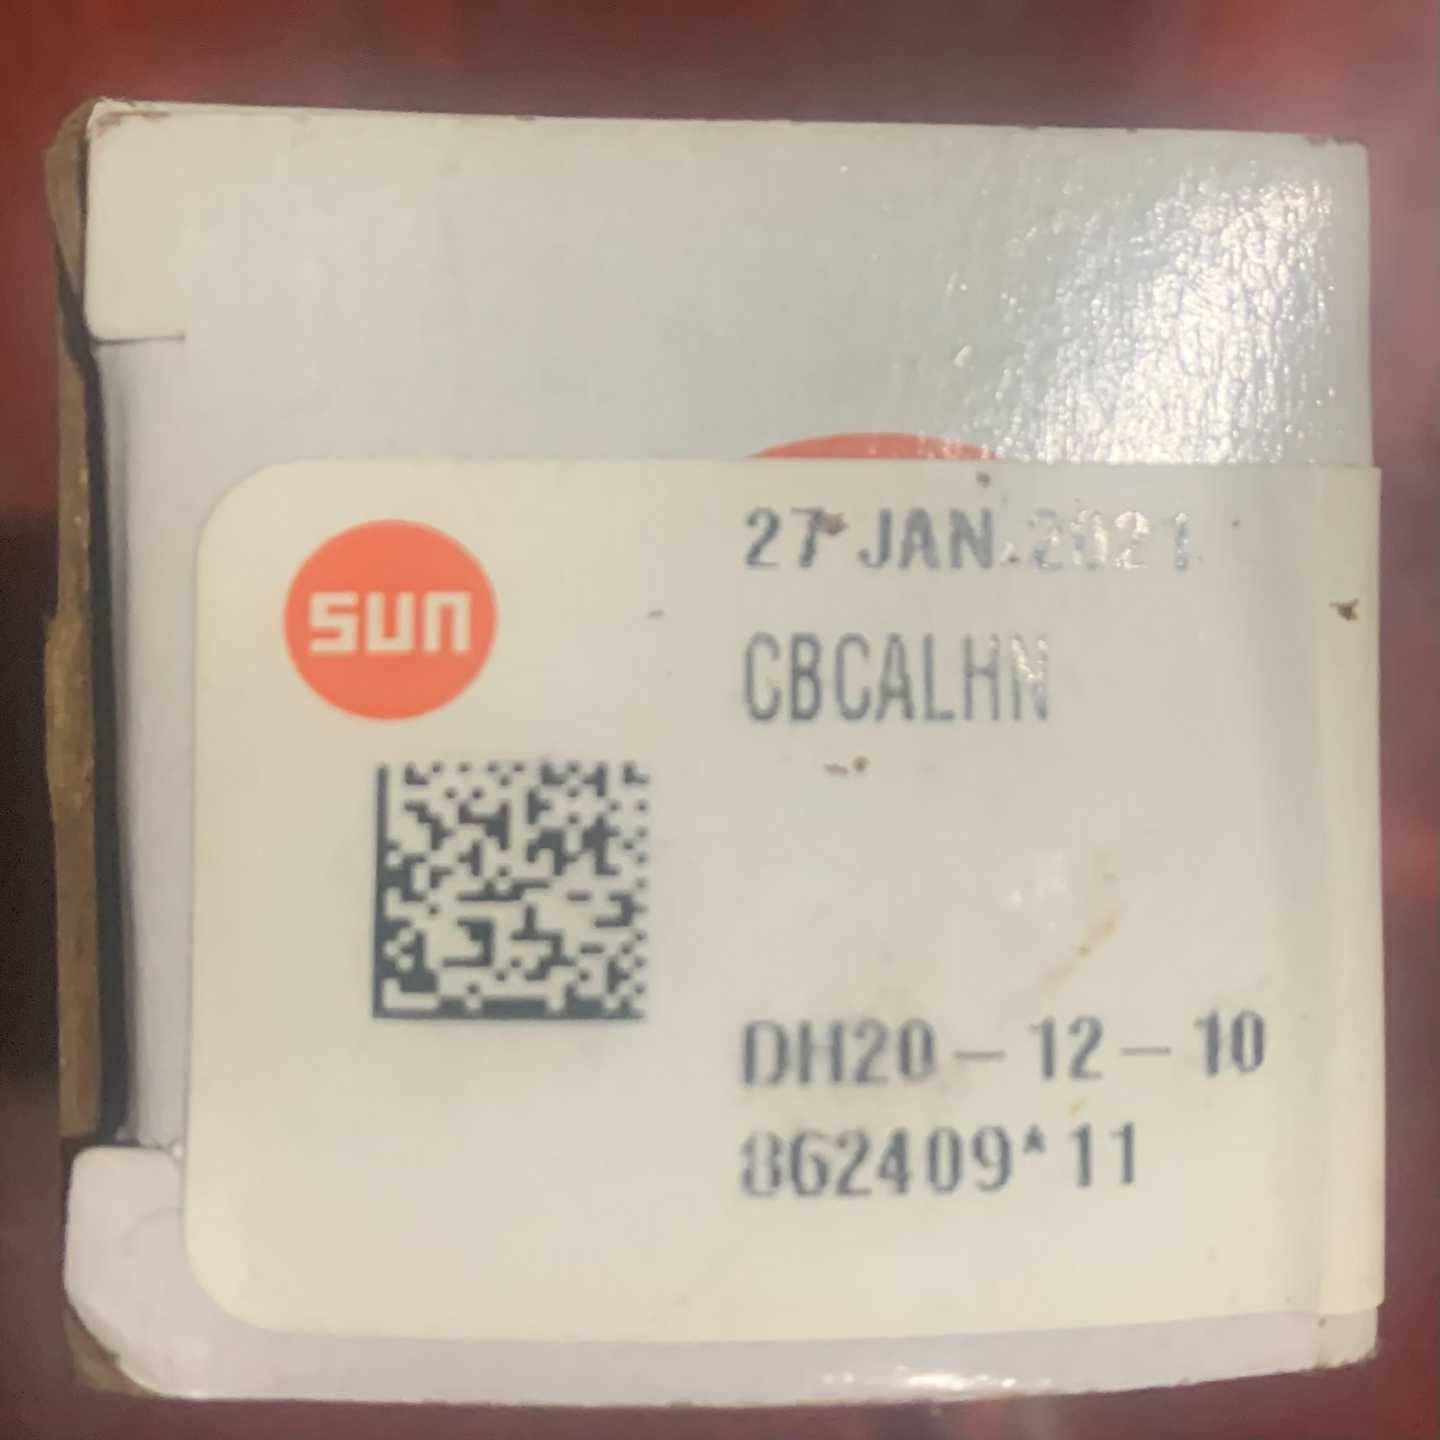 sun
27 JAN 2021
CBCALHN
DH20-12-10
862409*11